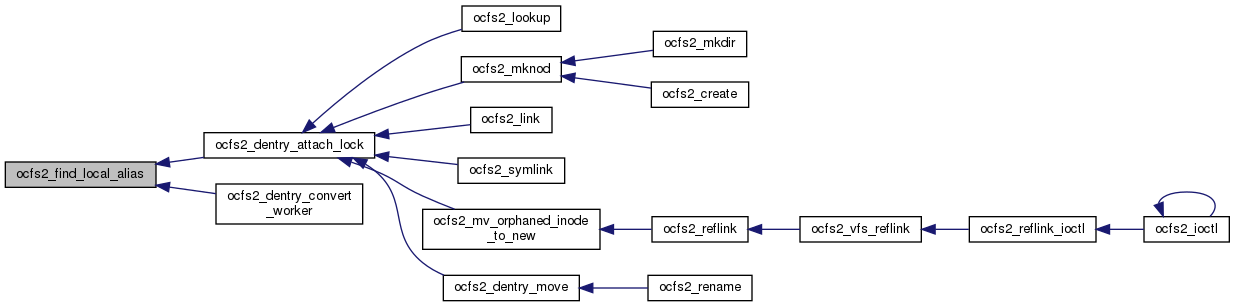 ocfs2_lookup
ocfs2_mkdir
ocfs2_mknod
ocfs2_create
ocfs2_link
ocfs2_dentry_attach_lock
ocfs2_symlink
ocfs2_find_local_alias
ocfs2_dentry_convert
_worker
ocfs2_mv_orphaned_inode
_to_new
ocfs2_reflink
ocfs2_vfs_reflink
ocfs2_reflink_ioctl
ocfs2_ioctl
ocfs2_dentry_move
ocfs2_rename